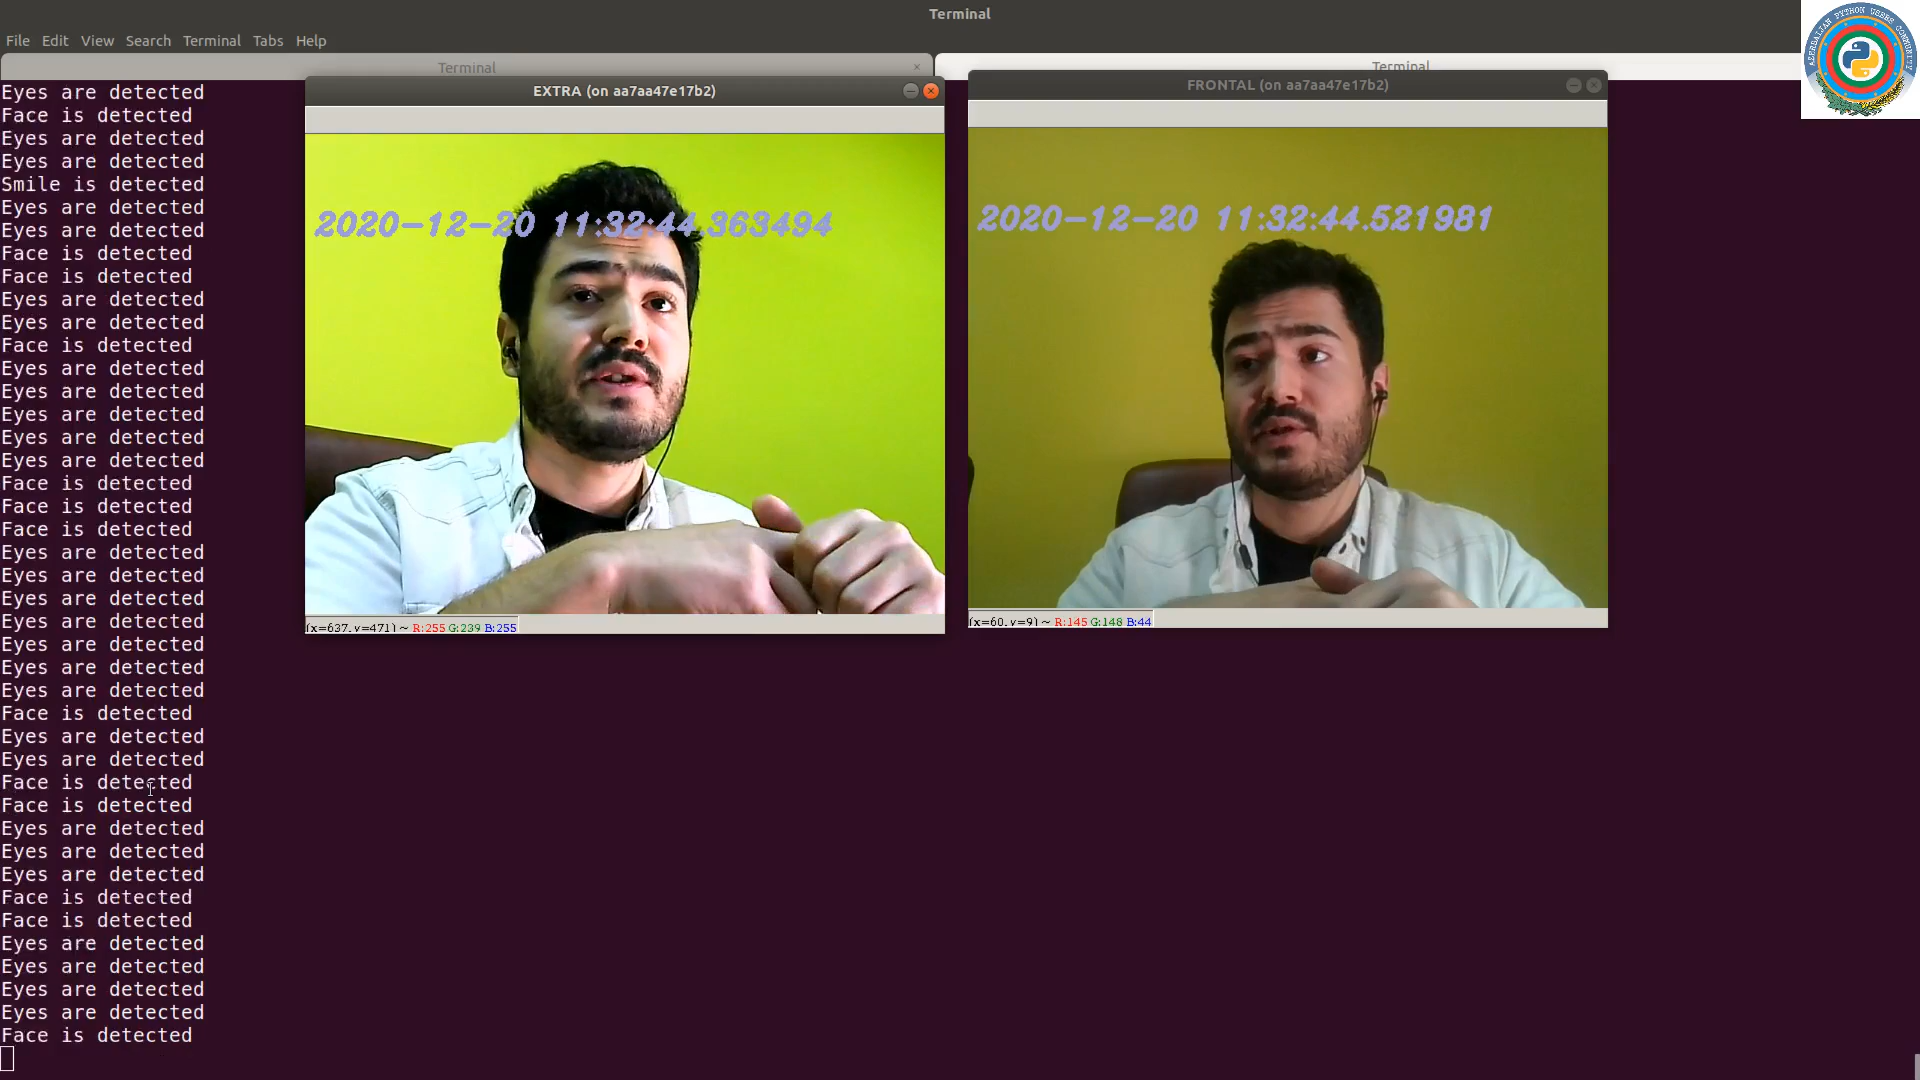 Terminal
File Edit View Search Terminal Tabs Help
Terminal ×
Terminal
Eyes are detected
Face is detected
Eyes are detected
Eyes are detected
Smile is detected
Eyes are detected
Eyes are detected
Face is detected
Face is detected
Eyes are detected
Eyes are detected
Face is detected
Eyes are detected
Eyes are detected
Eyes are detected
Eyes are detected
Eyes are detected
Face is detected
Face is detected
Face is detected
Eyes are detected
Eyes are detected
Eyes are detected
Eyes are detected
Eyes are detected
Eyes are detected
Eyes are detected
Face is detected
Eyes are detected
Eyes are detected
Face is detected
Face is detected
Eyes are detected
Eyes are detected
Eyes are detected
Face is detected
Face is detected
Eyes are detected
Eyes are detected
Eyes are detected
Eyes are detected
Face is detected
EXTRA (on aa7aa47e17b2)
2020-12-20 11:32:44.363494
(x=637, y=471) ~ R:255 G:239 B:255
FRONTAL (on aa7aa47e17b2)
2020-12-20 11:32:44.521981
(x=60, y=9) ~ R:145 G:148 B:44
AZERBAIJAN PYTHON USERS COMMUNITY